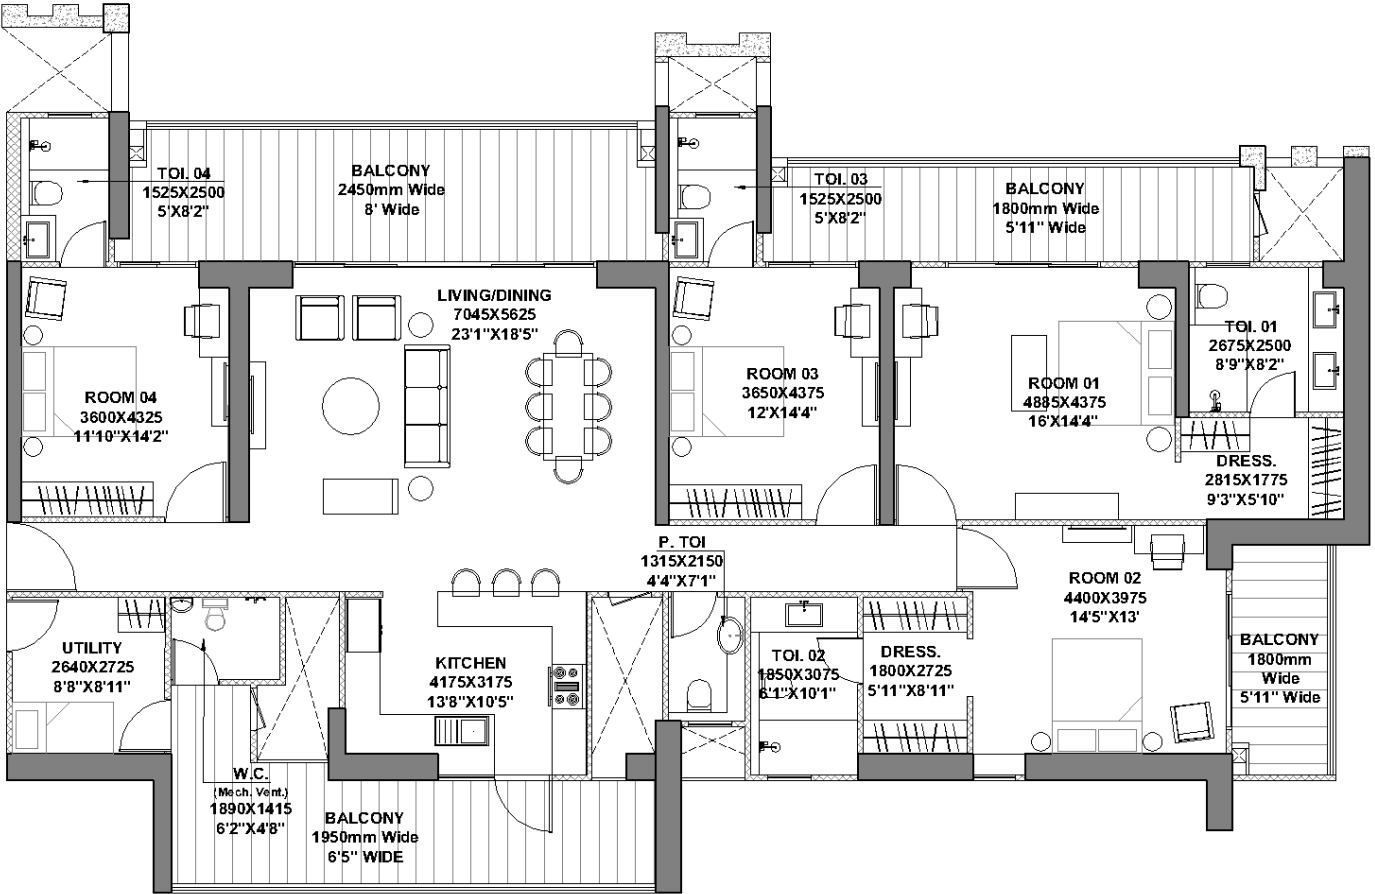 TOI. 04
1525X2500
5'X8'2"
BALCONY
2450mm Wide
8' Wide
TOI. 03
1525X2500
5'X8'2"
BALCONY
1800mm Wide
5'11" Wide
LIVING/DINING
7045X5625
23'1"X18'5"
ROOM 04
3600X4325
11'10"X14'2"
ROOM 03
3650X4375
12'X14'4"
ROOM 01
4885X4375
16'X14'4"
TOI. 01
2675X2500
8'9"X8'2"
DRESS.
2815X1775
9'3"X5'10"
P. TOI
1315X2150
4'4"X7'1"
ROOM 02
4400X3975
14'5"X13'
UTILITY
2640X2725
8'8"X8'11"
KITCHEN
4175X3175
13'8"X10'5"
TOI. 02
1850X3075
6'1"X10'1"
DRESS.
1800X2725
5'11"X8'11"
BALCONY
1800mm
Wide
5'11" Wide
W.C.
(Mech. Vent.)
1890X1415
6'2"X4'8"
BALCONY
1950mm Wide
6'5" WIDE